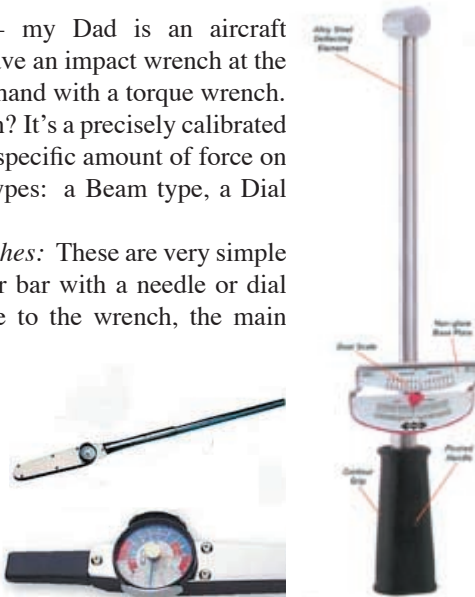 my Dad is an aircraft
ve an impact wrench at the
hand with a torque wrench.
n? It's a precisely calibrated
specific amount of force on
ypes: a Beam type, a Dial
hes: These are very simple
r bar with a needle or dial
e to the wrench, the main
Alloy Steel
Deflecting
Element
Non-glare
Base Plate
Dual Scale
Contour
Grip
Pivoted
Handle